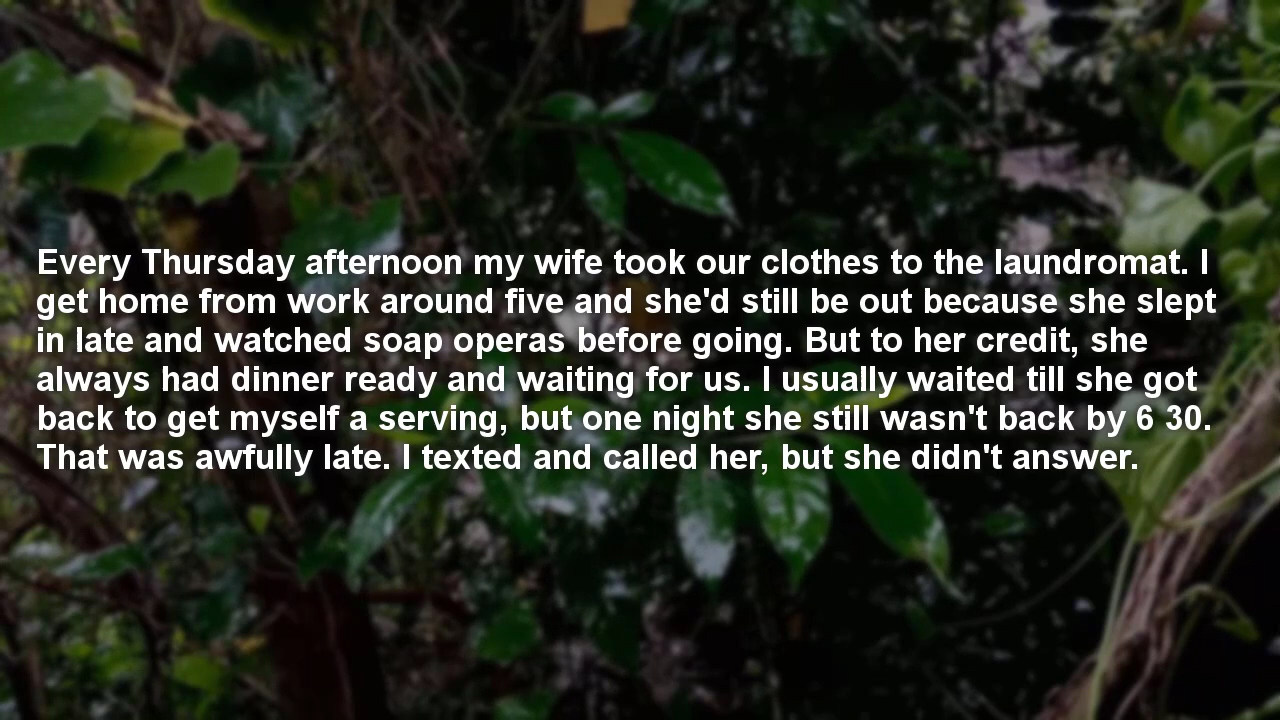 Every Thursday afternoon my wife took our clothes to the laundromat. I
get home from work around five and she'd still be out because she slept
in late and watched soap operas before going. But to her credit, she
always had dinner ready and waiting for us. I usually waited till she got
back to get myself a serving, but one night she still wasn't back by 6 30.
That was awfully late. I texted and called her, but she didn't answer.